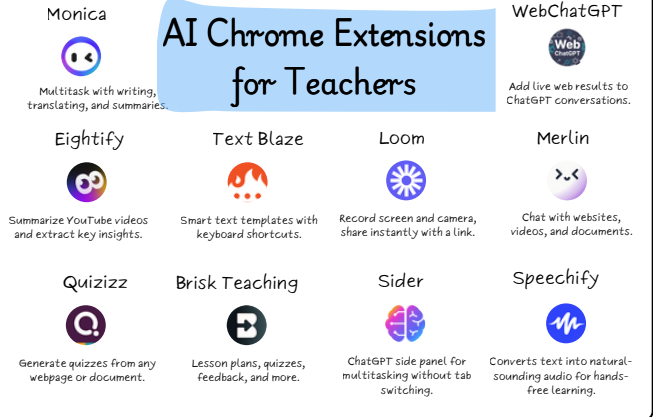 Monica
AI Chrome Extensions
for Teachers
WebChatGPT
Web
ChatGPT
Multitask with writing,
translating, and summaries.
Add live web results to
ChatGPT conversations.
Eightify
Text Blaze
Loom
Merlin
Summarize YouTube videos
and extract key insights.
Smart text templates with
keyboard shortcuts.
Record screen and camera,
share instantly with a link.
Chat with websites,
videos, and documents.
Quizizz
Brisk Teaching
Sider
Speechify
Generate quizzes from any
webpage or document.
Lesson plans, quizzes,
feedback, and more.
ChatGPT side panel for
multitasking without tab
switching.
Converts text into natural-
sounding audio for hands-
free learning.